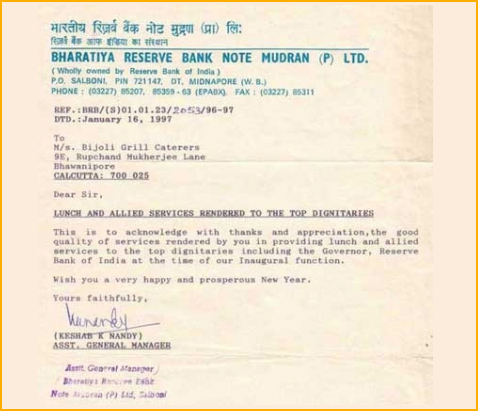 भारतीय रिज़र्व बैंक नोट मुद्रण (प्रा) लि:
रिज़र्व बैंक आफ इंडिया का संस्थान
BHARATIYA RESERVE BANK NOTE MUDRAN (P) LTD.
( Wholly owned by Reserve Bank of India )
P.O. SALBONI, PIN 721147, DT. MIDNAPORE (W. B.)
PHONE : (03227) 85207, 85359 - 63 (EPABX), FAX : (03227) 85311
REF.:BRB/(S)01.01.23/2053/96-97
DTD.:January 16, 1997
To
M/s. Bijoli Grill Caterers
9E, Rupchand Mukherjee Lane
Bhawanipore
CALCUTTA: 700 025
Dear Sir,
LUNCH AND ALLIED SERVICES RENDERED TO THE TOP DIGNITARIES
This is to acknowledge with thanks and appreciation,the good
quality of services rendered by you in providing lunch and allied
services to the top dignitaries including the Governor, Reserve
Bank of India at the time of our Inaugural function.
Wish you a very happy and prosperous New Year.
Yours faithfully,
(KESHAB K NANDY)
ASST. GENERAL MANAGER
Asstt. General Manager
Bharatiya Reserve Bank
Note Mudran (P) Ltd, Salboni